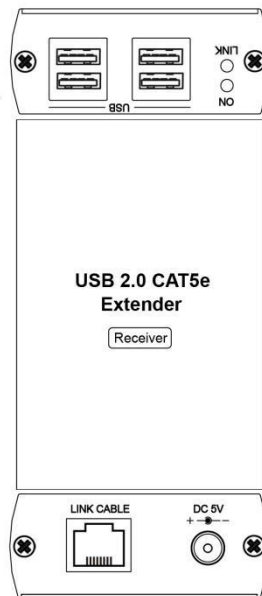 LINK
ON
USB
USB 2.0 CAT5e
Extender
Receiver
LINK CABLE
DC 5V
+ -